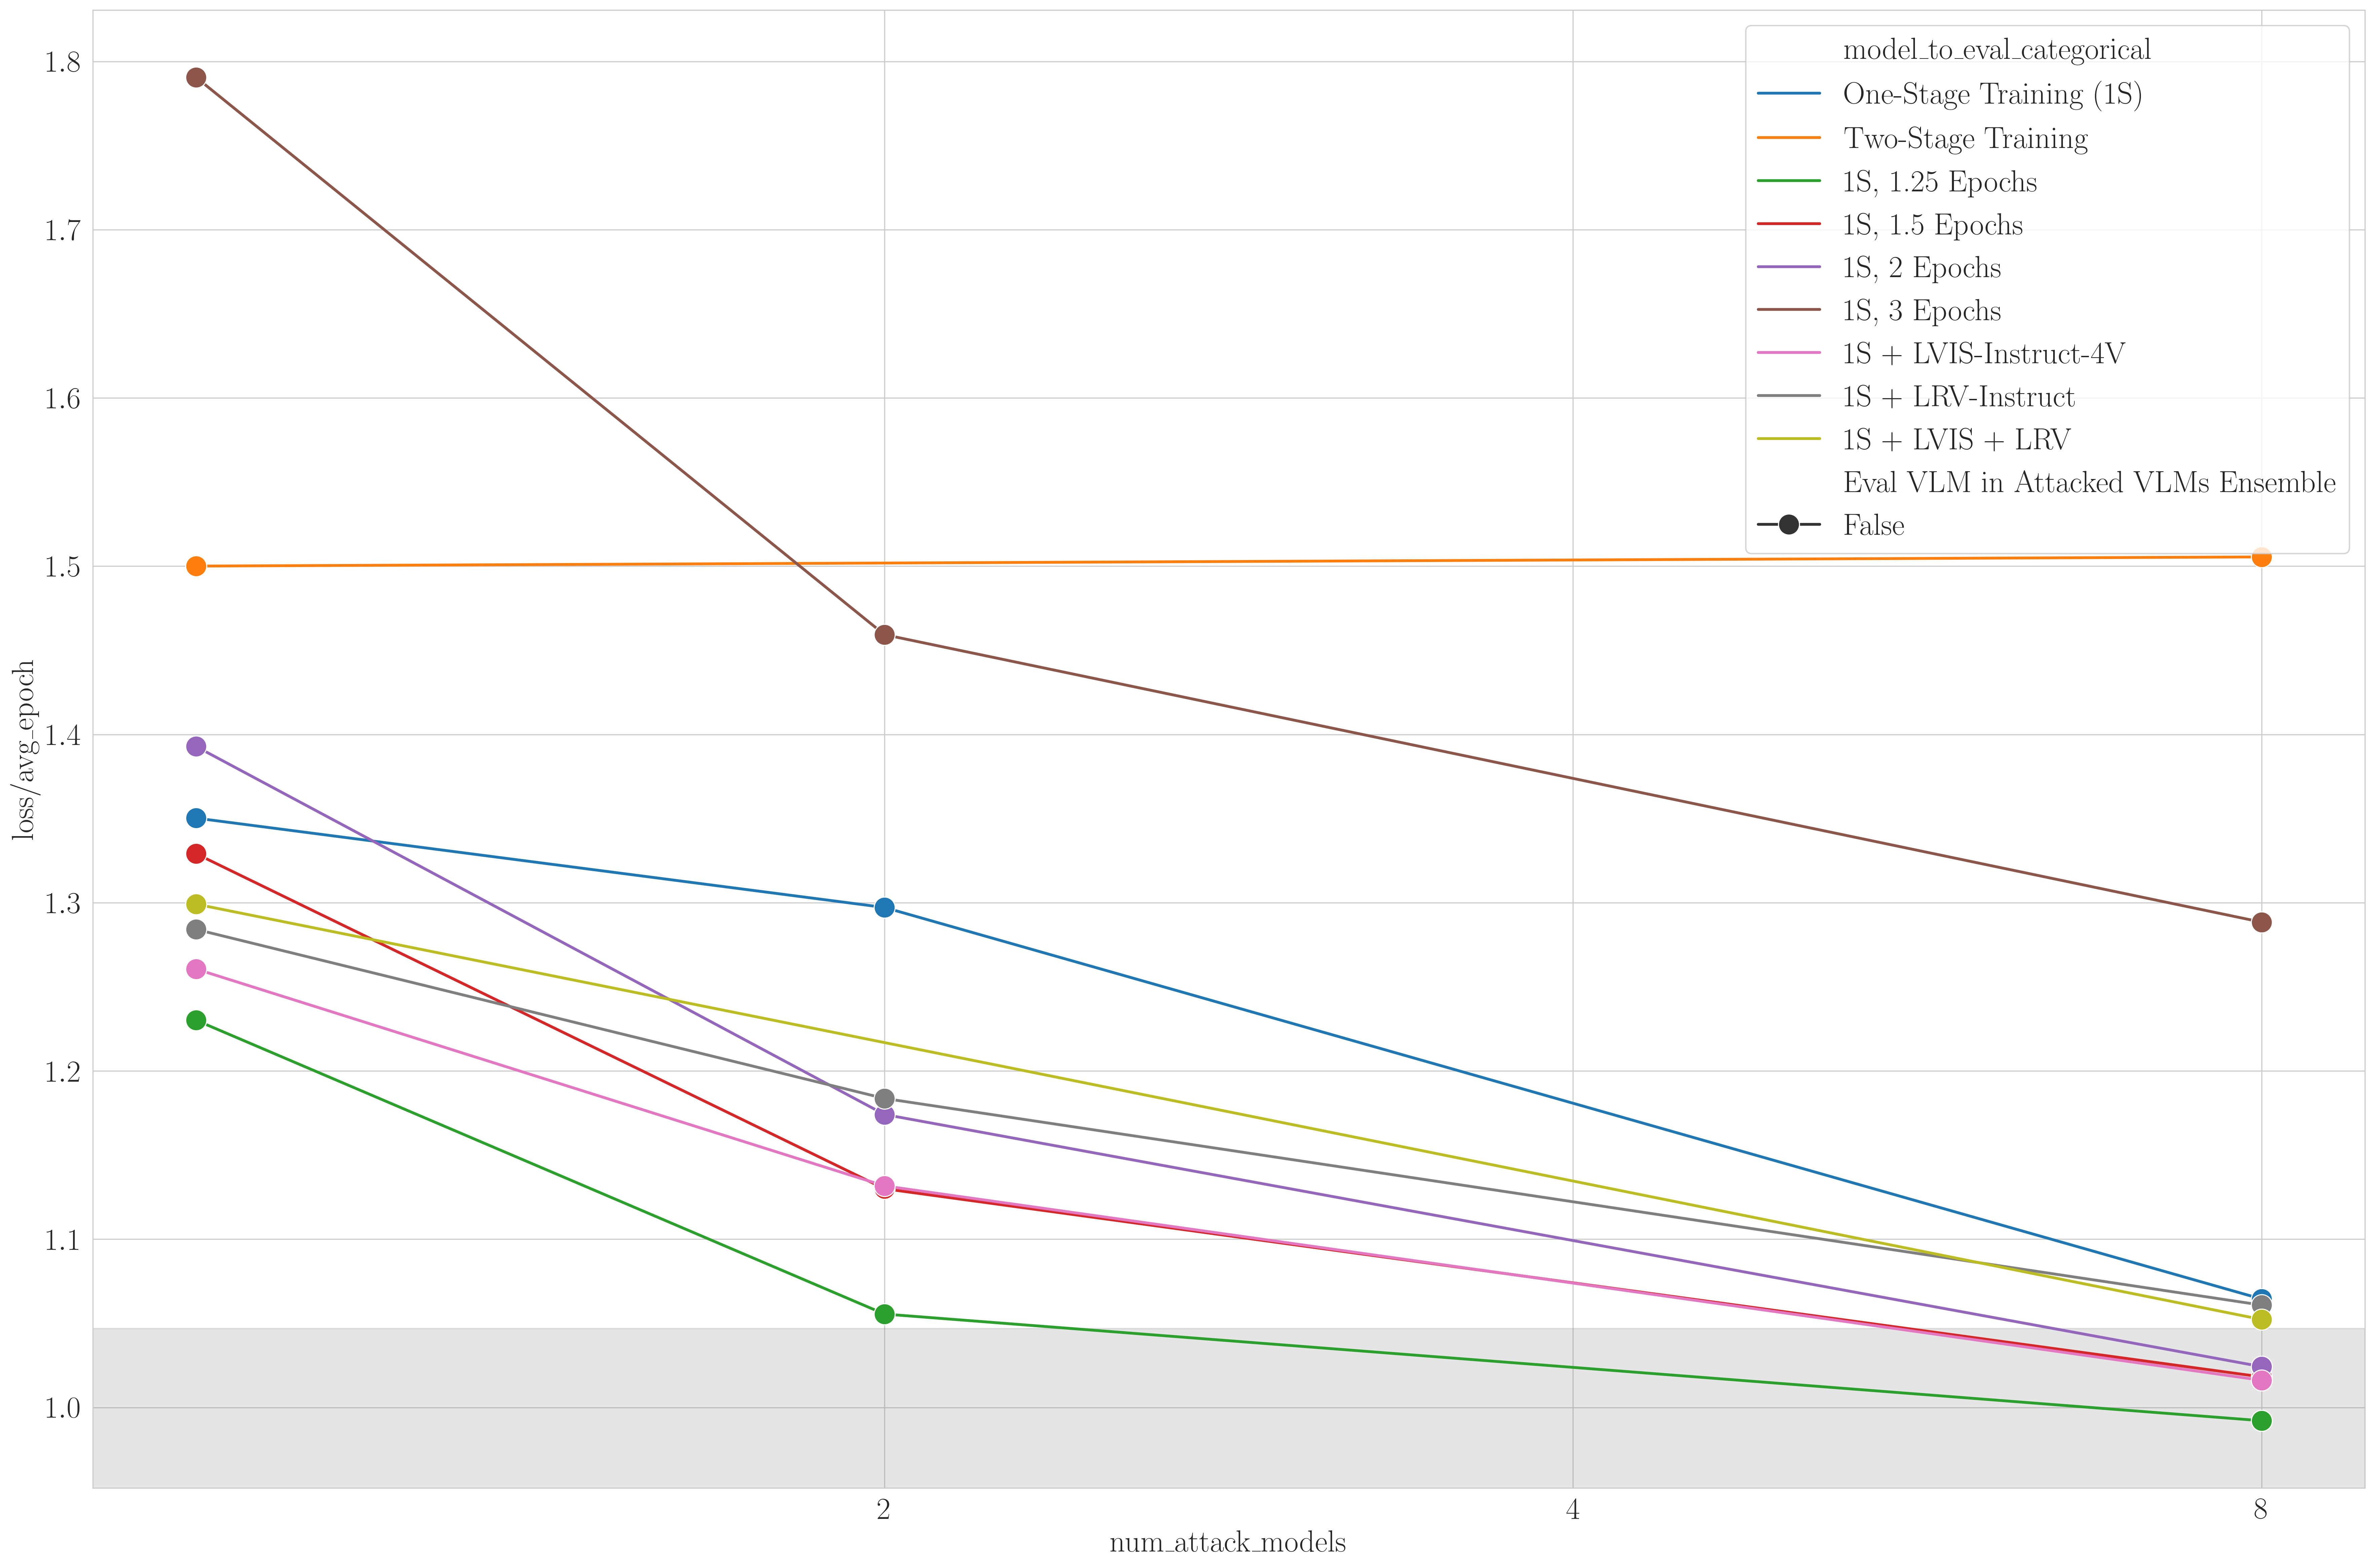 model_to_eval_categorical
One-Stage Training (1S)
Two-Stage Training
1S, 1.25 Epochs
1S, 1.5 Epochs
1S, 2 Epochs
1S, 3 Epochs
1S + LVIS-Instruct-4V
1S + LRV-Instruct
1S + LVIS + LRV
Eval VLM in Attacked VLMs Ensemble
False
1.8
1.7
1.6
1.5
1.4
1.3
1.2
1.1
1.0
loss/avg_epoch
2 4 8
num_attack_models